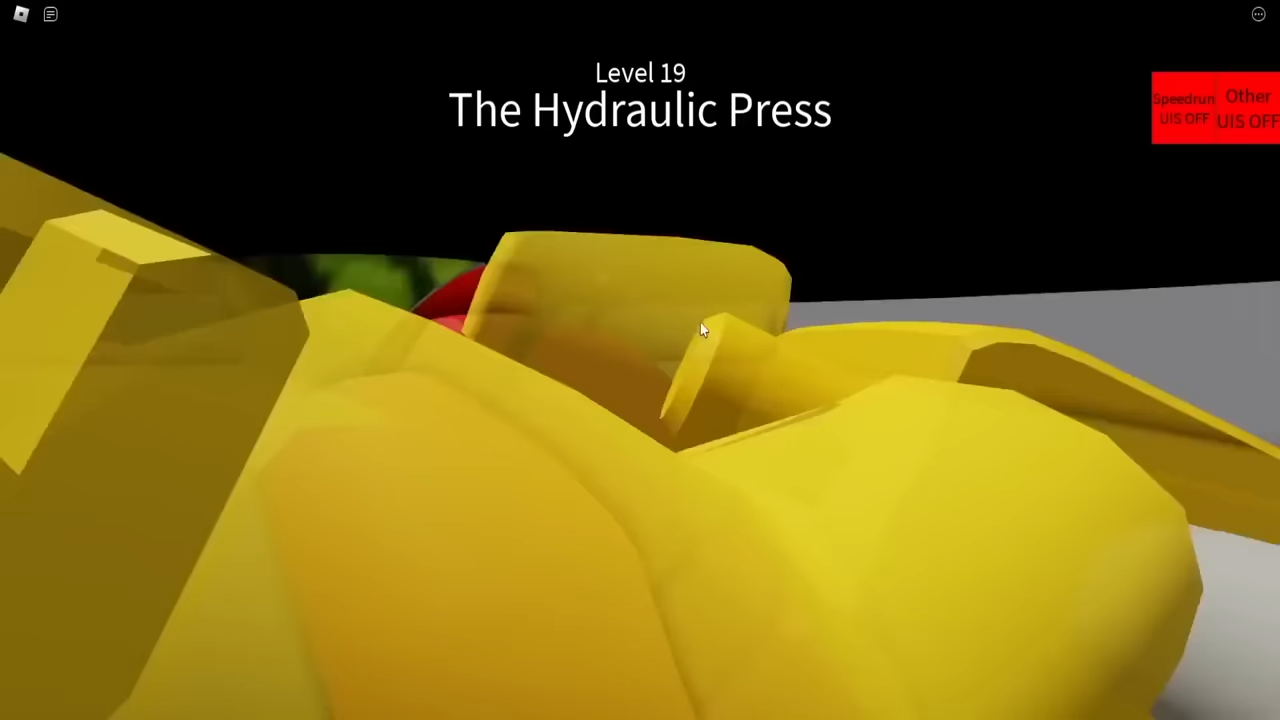 Level 19
The Hydraulic Press
Speedrun
UIS OFF
Other
UIS OFF